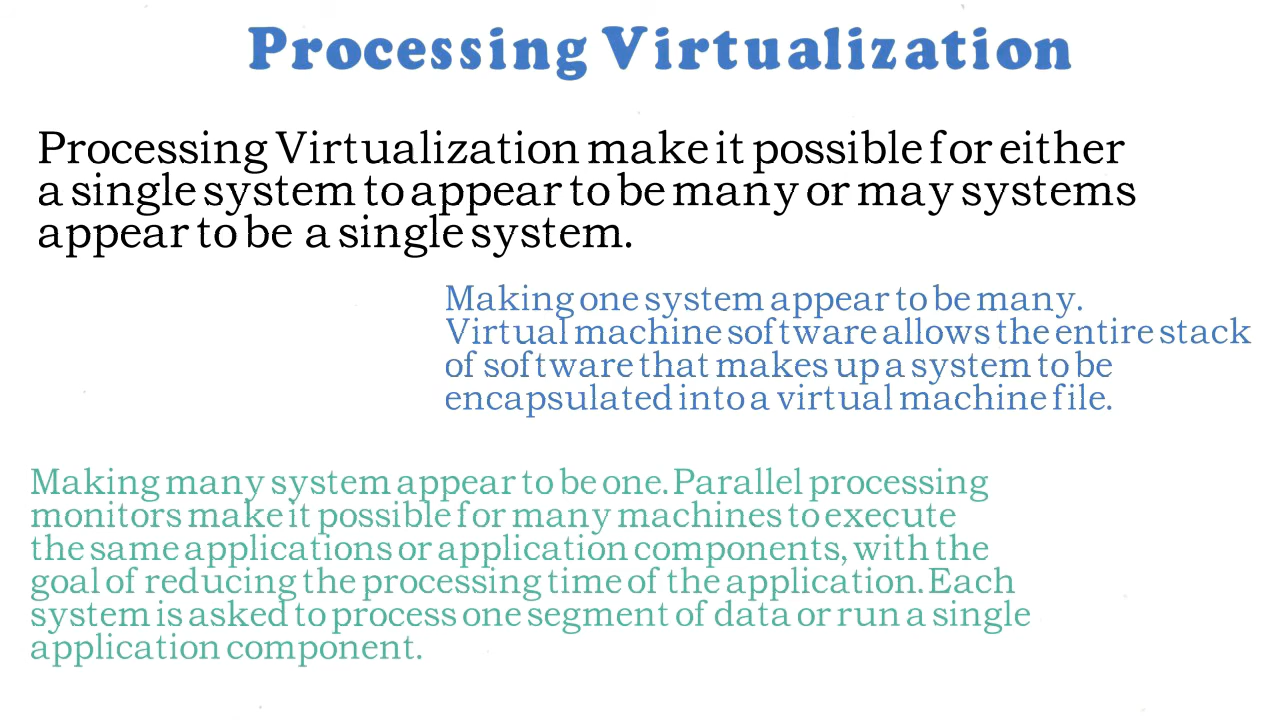 Processing Virtualization
Processing Virtualization make it possible for either
a single system to appear to be many or may systems
appear to be a single system.
Making one system appear to be many.
Virtual machine software allows the entire stack
of software that makes up a system to be
encapsulated into a virtual machine file.
Making many system appear to be one. Parallel processing
monitors make it possible for many machines to execute
the same applications or application components, with the
goal of reducing the processing time of the application. Each
system is asked to process one segment of data or run a single
application component.